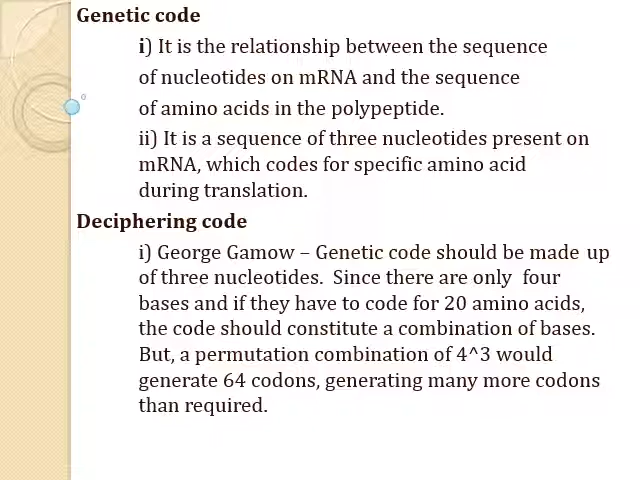 Genetic code
i) It is the relationship between the sequence
of nucleotides on mRNA and the sequence
of amino acids in the polypeptide.
ii) It is a sequence of three nucleotides present on
mRNA, which codes for specific amino acid
during translation.
Deciphering code
i) George Gamow – Genetic code should be made up
of three nucleotides. Since there are only four
bases and if they have to code for 20 amino acids,
the code should constitute a combination of bases.
But, a permutation combination of 4^3 would
generate 64 codons, generating many more codons
than required.